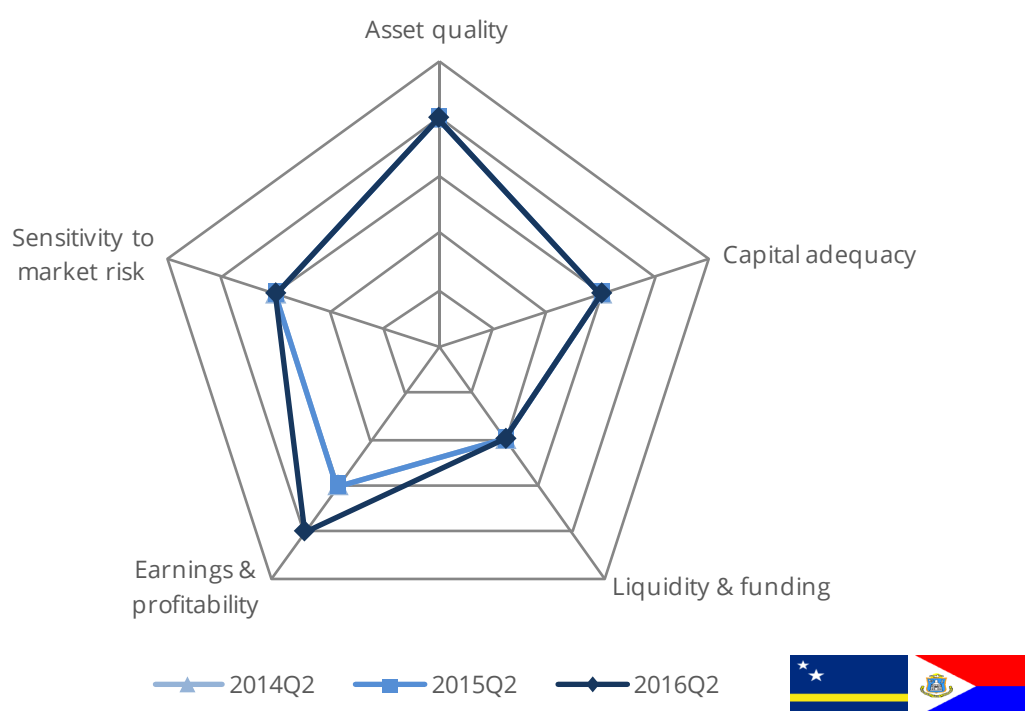 Asset quality
Sensitivity to
market risk
Capital adequacy
Earnings &
profitability
Liquidity & funding
2014Q2
2015Q2
2016Q2